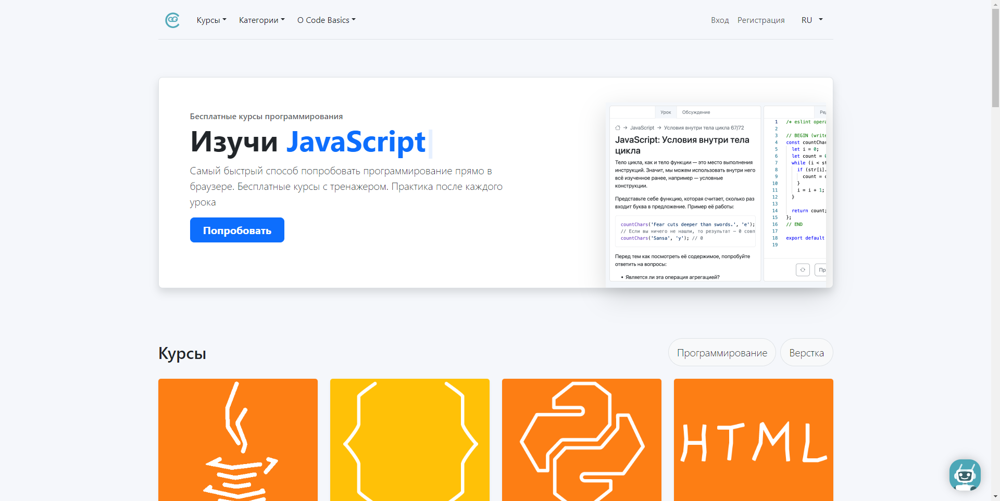 Курсы Категории О Code Basics Вход Регистрация RU
Бесплатные курсы программирования
Изучи JavaScript
Самый быстрый способ попробовать программирование прямо в
браузере. Бесплатные курсы с тренажером. Практика после каждого
урока
Попробовать
Урок Обсуждение
JavaScript → Условия внутри тела цикла 67/72
JavaScript: Условия внутри тела
цикла
Тело цикла, как и тело функции — это место выполнения
инструкций. Значит, мы можем использовать внутри него
всё изученное ранее, например — условные
конструкции.
Представьте себе функцию, которая считает, сколько раз
входит буква в предложение. Пример её работы:
countChars('Fear cuts deeper than swords.', 'e');
// Если вы ничего не нашли, то результат — 0 совп
countChars('Sansa', 'y'); // 0
Перед тем как посмотреть её содержимое, попробуйте
ответить на вопросы:
• Является ли эта операция агрегацией?
Ред
1 /* eslint opera
2
3 // BEGIN (write
4 const countChar
5 let i = 0;
6 let count = 0
7 while (i < st
8 if (str[i].
9 count = c
10 }
11 i = i + 1;
12 }
13
14 return count;
15 };
16 // END
17
18 export default
19
Пр
Курсы
Программирование Верстка
HTML